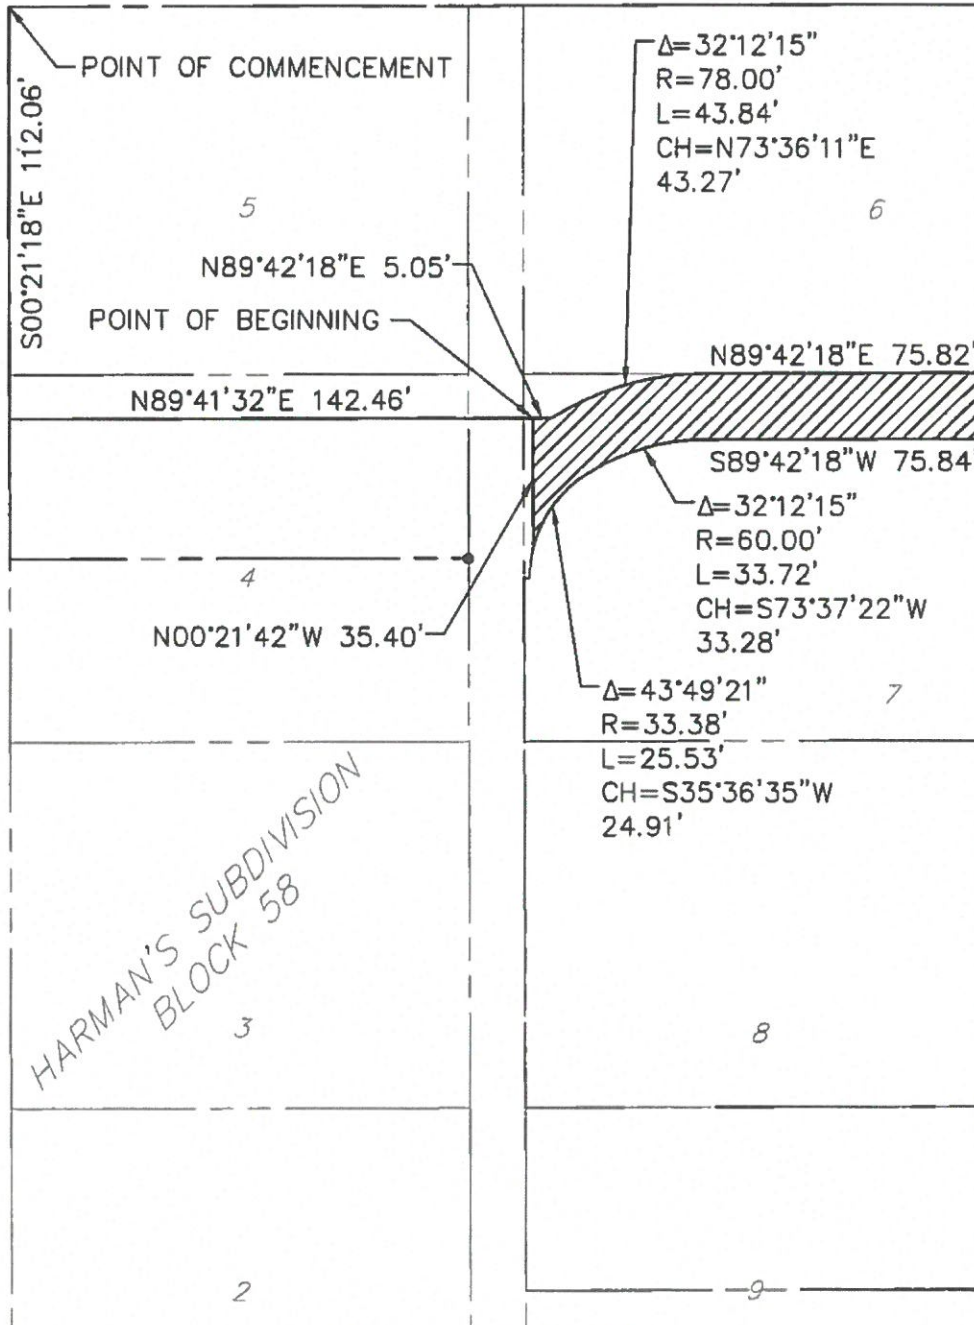 Δ=32°12'15"
R=78.00'
L=43.84'
CH=N73°36'11"E
43.27'
POINT OF COMMENCEMENT
S00°21'18"E 112.06'
5
6
N89°42'18"E 5.05'
POINT OF BEGINNING
N89°42'18"E 75.82'
N89°41'32"E 142.46'
S89°42'18"W 75.84'
Δ=32°12'15"
R=60.00'
L=33.72'
CH=S73°37'22"W
33.28'
4
N00°21'42"W 35.40'
Δ=43°49'21"
R=33.38'
L=25.53'
CH=S35°36'35"W
24.91'
7
HARMAN'S SUBDIVISION
BLOCK 58
3
8
2
9